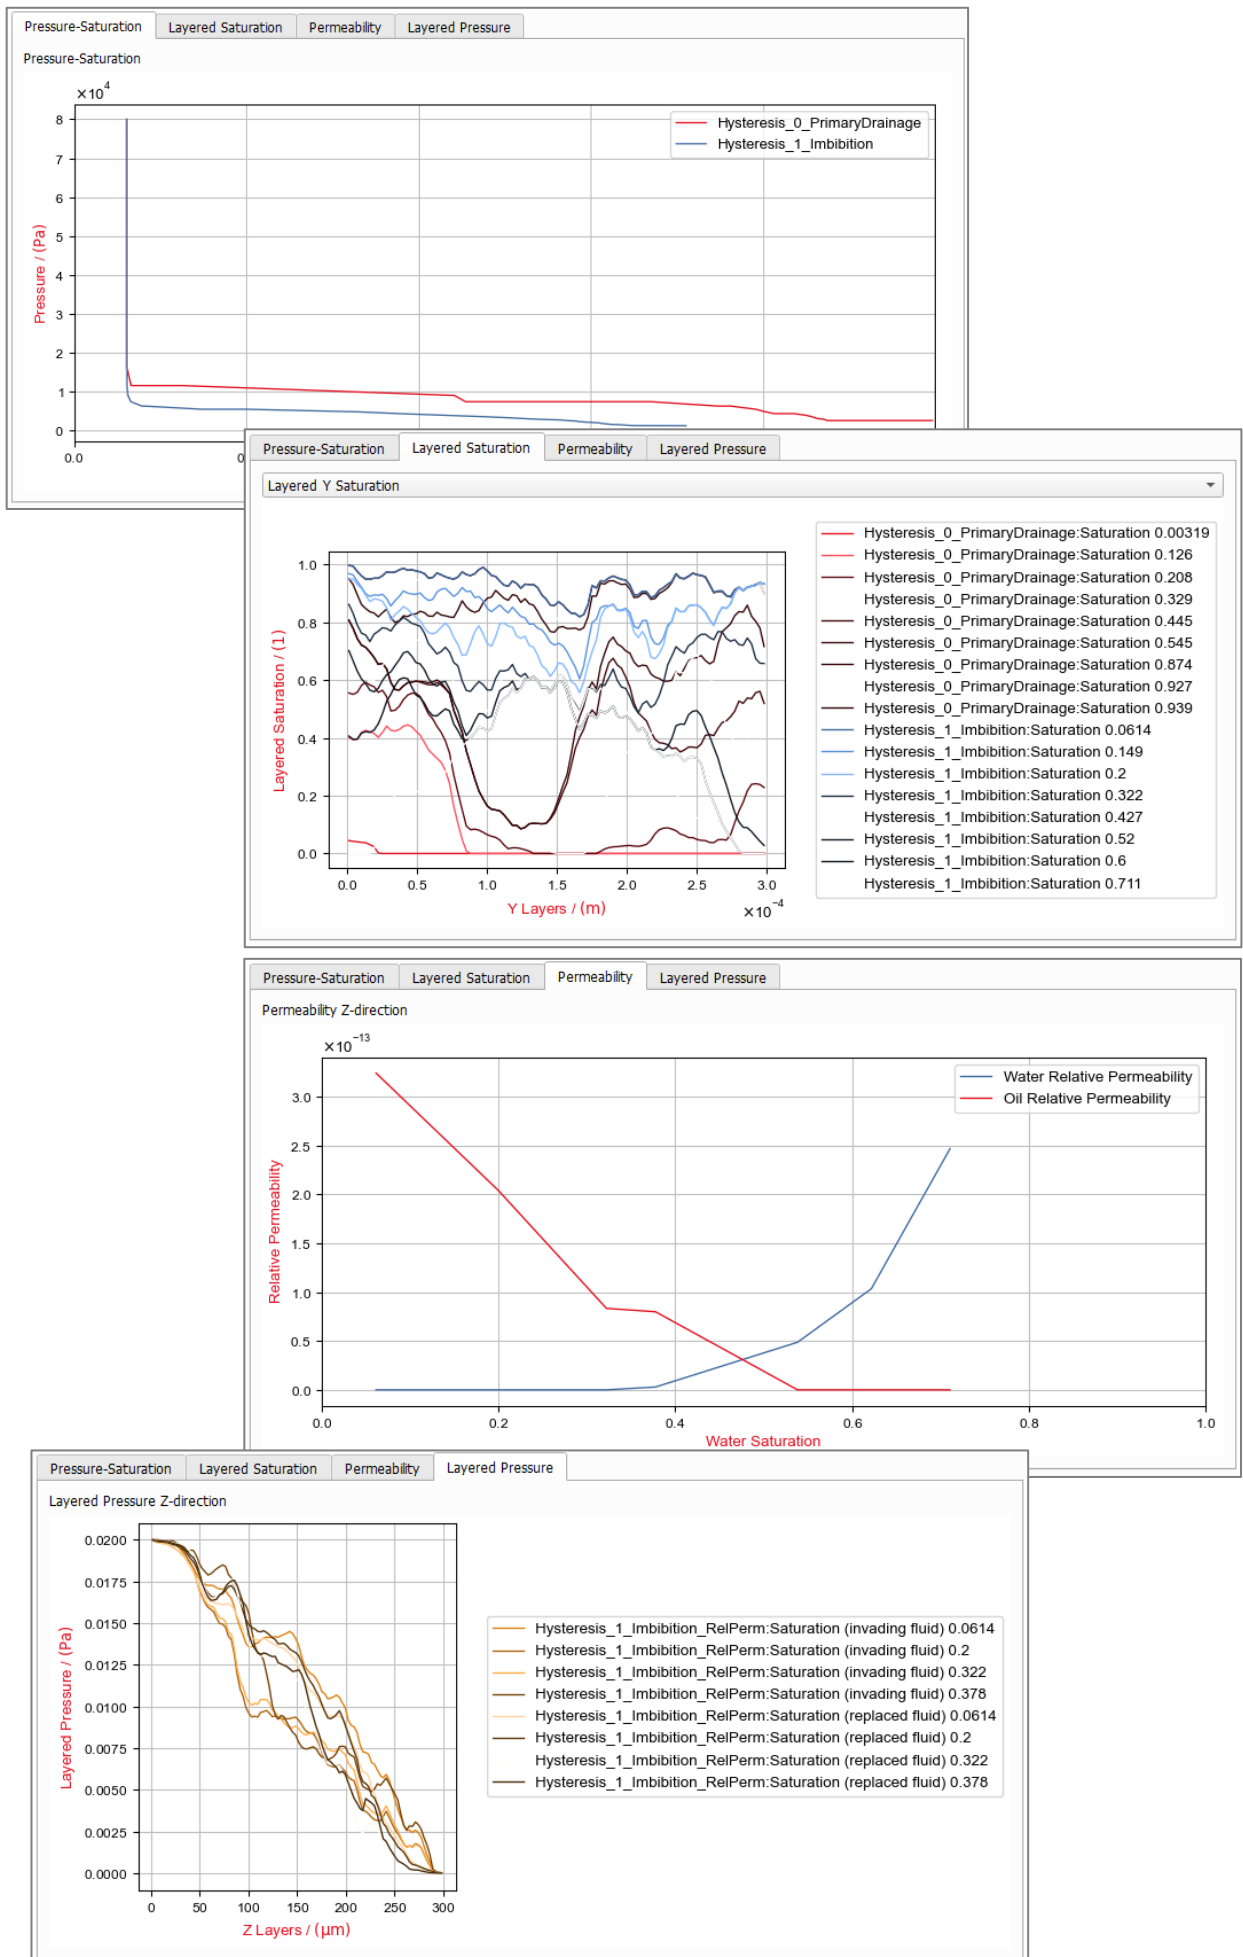 Pressure-Saturation Layered Saturation Permeability Layered Pressure
Pressure-Saturation
×10⁴
Hysteresis_0_PrimaryDrainage
Hysteresis_1_Imbibition
8
7
6
5
4
3
2
1
0
Pressure / (Pa)
0.0
Pressure-Saturation Layered Saturation Permeability Layered Pressure
Layered Y Saturation
Hysteresis_0_PrimaryDrainage:Saturation 0.00319
Hysteresis_0_PrimaryDrainage:Saturation 0.126
Hysteresis_0_PrimaryDrainage:Saturation 0.208
Hysteresis_0_PrimaryDrainage:Saturation 0.329
Hysteresis_0_PrimaryDrainage:Saturation 0.445
Hysteresis_0_PrimaryDrainage:Saturation 0.545
Hysteresis_0_PrimaryDrainage:Saturation 0.874
Hysteresis_0_PrimaryDrainage:Saturation 0.927
Hysteresis_0_PrimaryDrainage:Saturation 0.939
Hysteresis_1_Imbibition:Saturation 0.0614
Hysteresis_1_Imbibition:Saturation 0.149
Hysteresis_1_Imbibition:Saturation 0.2
Hysteresis_1_Imbibition:Saturation 0.322
Hysteresis_1_Imbibition:Saturation 0.427
Hysteresis_1_Imbibition:Saturation 0.52
Hysteresis_1_Imbibition:Saturation 0.6
Hysteresis_1_Imbibition:Saturation 0.711
1.0
0.8
0.6
0.4
0.2
0.0
Layered Saturation / (1)
0.0 0.5 1.0 1.5 2.0 2.5 3.0
Y Layers / (m)
×10⁻⁴
Pressure-Saturation Layered Saturation Permeability Layered Pressure
Permeability Z-direction
×10⁻¹³
Water Relative Permeability
Oil Relative Permeability
3.0
2.5
2.0
1.5
1.0
0.5
0.0
Relative Permeability
0.0 0.2 0.4 0.6 0.8 1.0
Water Saturation
Pressure-Saturation Layered Saturation Permeability Layered Pressure
Layered Pressure Z-direction
0.0200
0.0175
0.0150
0.0125
0.0100
0.0075
0.0050
0.0025
0.0000
Layered Pressure / (Pa)
Hysteresis_1_Imbibition_RelPerm:Saturation (invading fluid) 0.0614
Hysteresis_1_Imbibition_RelPerm:Saturation (invading fluid) 0.2
Hysteresis_1_Imbibition_RelPerm:Saturation (invading fluid) 0.322
Hysteresis_1_Imbibition_RelPerm:Saturation (invading fluid) 0.378
Hysteresis_1_Imbibition_RelPerm:Saturation (replaced fluid) 0.0614
Hysteresis_1_Imbibition_RelPerm:Saturation (replaced fluid) 0.2
Hysteresis_1_Imbibition_RelPerm:Saturation (replaced fluid) 0.322
Hysteresis_1_Imbibition_RelPerm:Saturation (replaced fluid) 0.378
0 50 100 150 200 250 300
Z Layers / (µm)